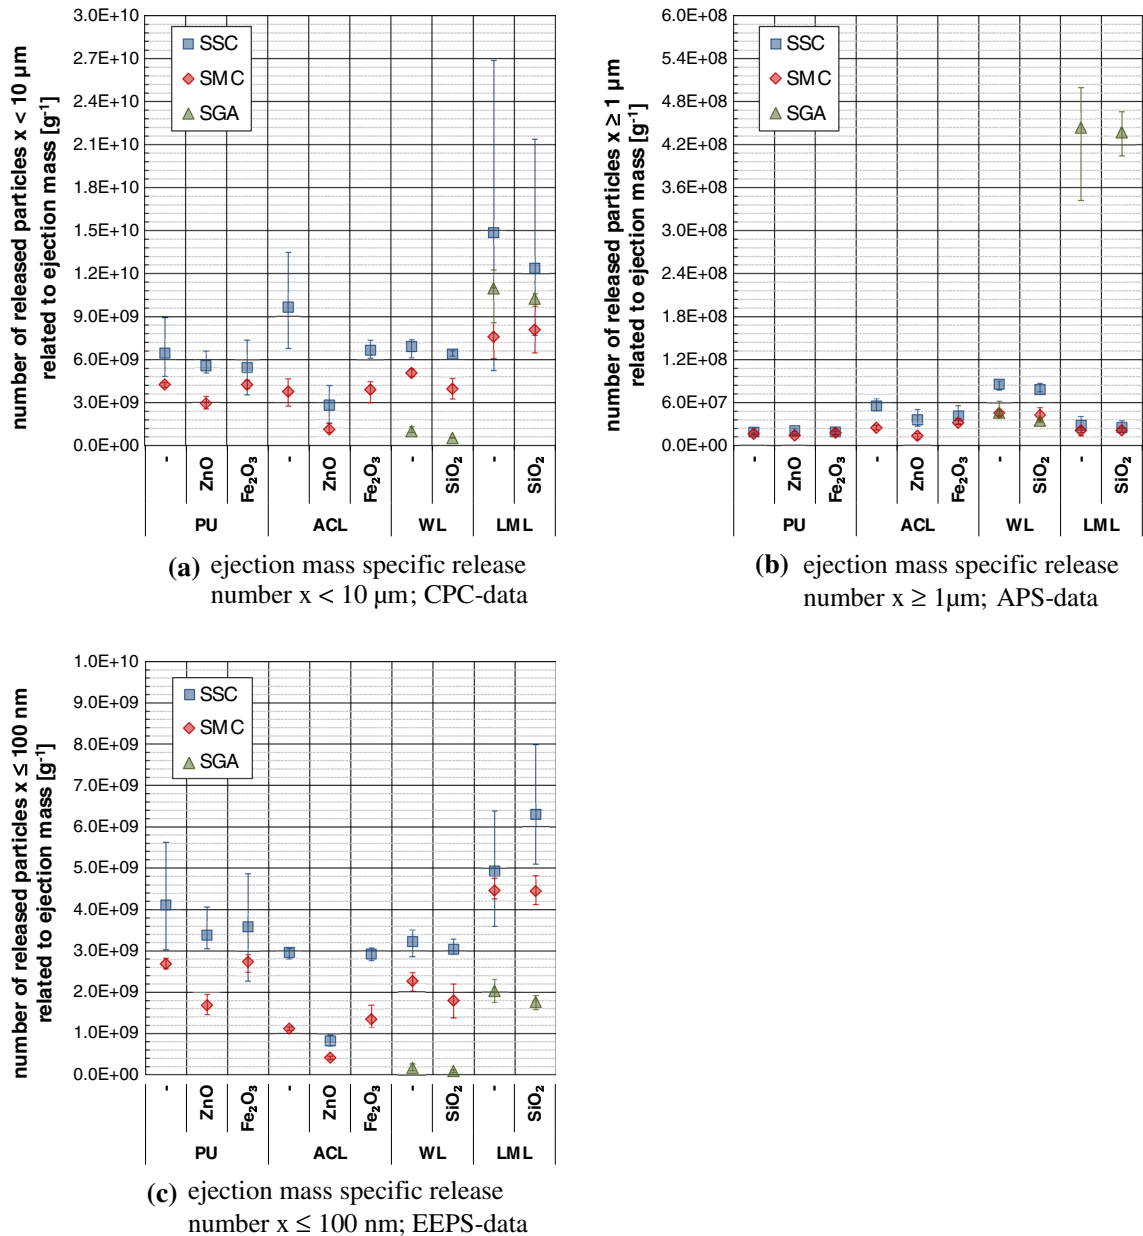 number of released particles x < 10 µm
related to ejection mass [g⁻¹]
3.0E+10
2.7E+10
2.4E+10
2.1E+10
1.8E+10
1.5E+10
1.2E+10
9.0E+09
6.0E+09
3.0E+09
0.0E+00
SSC
SMC
SGA
- ZnO Fe₂O₃ - ZnO Fe₂O₃ - SiO₂ - SiO₂
PU ACL WL LML
(a) ejection mass specific release
number x < 10 µm; CPC-data
number of released particles x ≥ 1 µm
related to ejection mass [g⁻¹]
6.0E+08
5.4E+08
4.8E+08
4.2E+08
3.6E+08
3.0E+08
2.4E+08
1.8E+08
1.2E+08
6.0E+07
0.0E+00
SSC
SMC
SGA
- ZnO Fe₂O₃ - ZnO Fe₂O₃ - SiO₂ - SiO₂
PU ACL WL LML
(b) ejection mass specific release
number x ≥ 1µm; APS-data
number of released particles x ≤ 100 nm
related to ejection mass [g⁻¹]
1.0E+10
9.0E+09
8.0E+09
7.0E+09
6.0E+09
5.0E+09
4.0E+09
3.0E+09
2.0E+09
1.0E+09
0.0E+00
SSC
SMC
SGA
- ZnO Fe₂O₃ - ZnO Fe₂O₃ - SiO₂ - SiO₂
PU ACL WL LML
(c) ejection mass specific release
number x ≤ 100 nm; EEPS-data